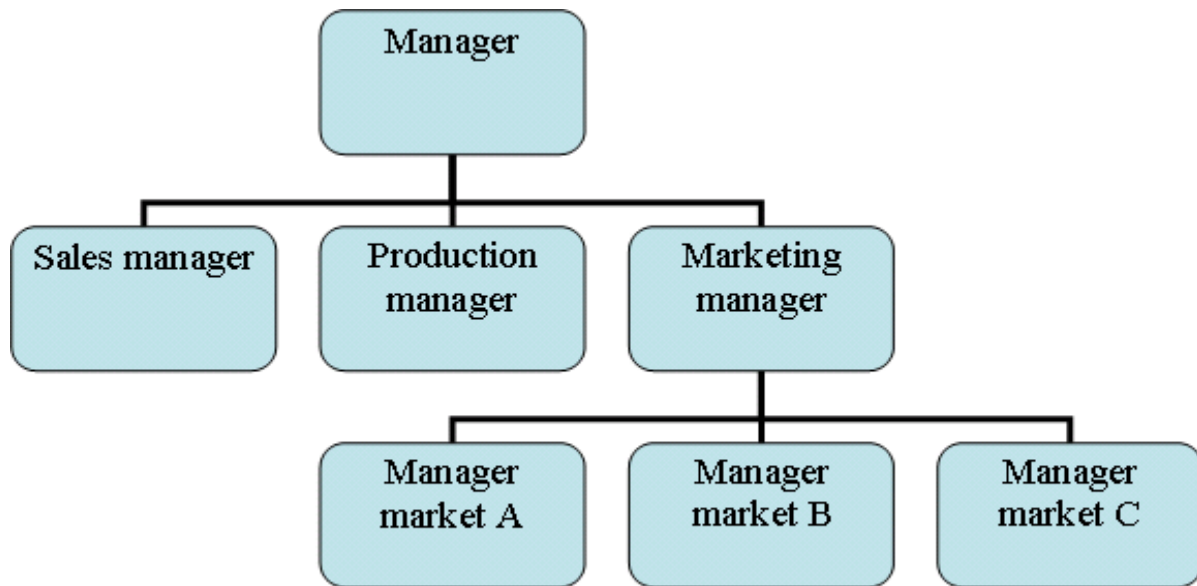 Manager
Sales manager
Production
manager
Marketing
manager
Manager
market A
Manager
market B
Manager
market C